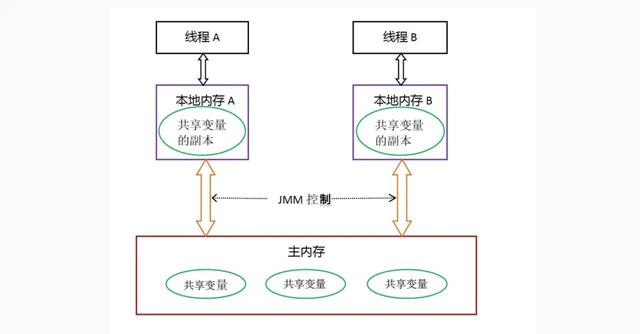 线程 A
线程 B
本地内存 A
本地内存 B
共享变量
的副本
共享变量
的副本
JMM 控制
主内存
共享变量
共享变量
共享变量